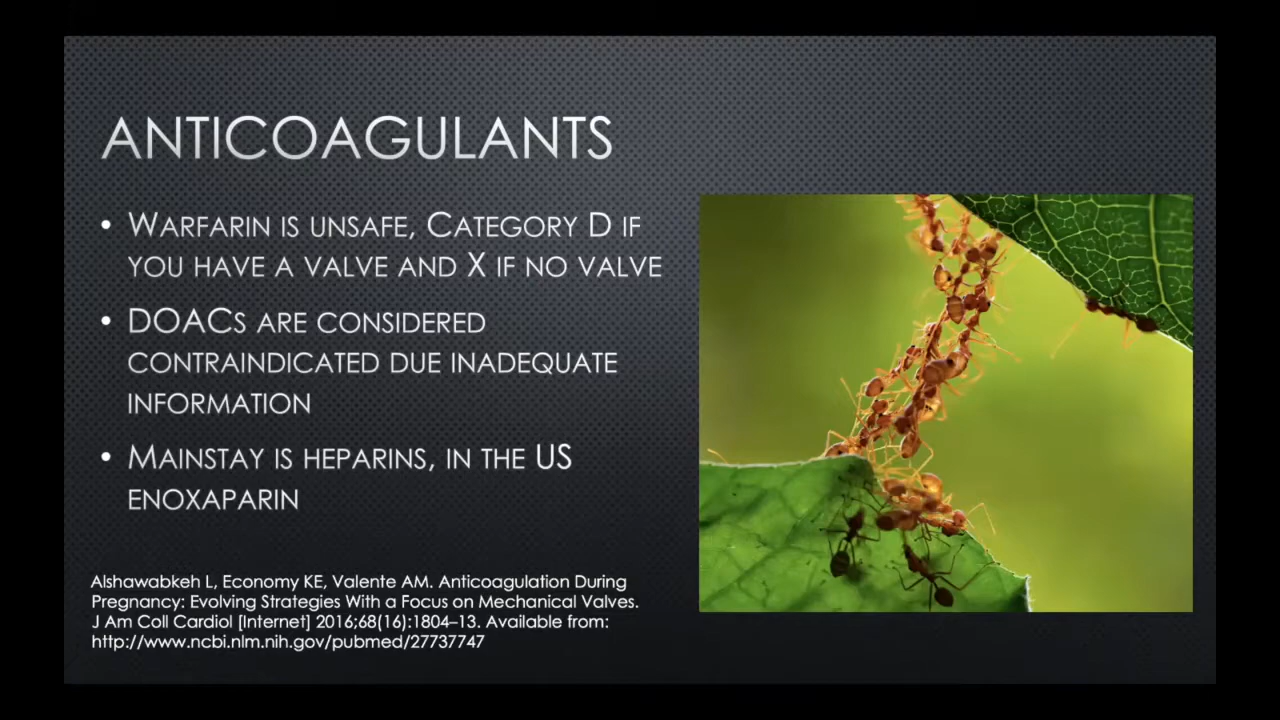 ANTICOAGULANTS
• WARFARIN IS UNSAFE, CATEGORY D IF
YOU HAVE A VALVE AND X IF NO VALVE
• DOACS ARE CONSIDERED
CONTRAINDICATED DUE INADEQUATE
INFORMATION
• MAINSTAY IS HEPARINS, IN THE US
ENOXAPARIN
Alshawabkeh L, Economy KE, Valente AM. Anticoagulation During
Pregnancy: Evolving Strategies With a Focus on Mechanical Valves.
J Am Coll Cardiol [Internet] 2016;68(16):1804–13. Available from:
http://www.ncbi.nlm.nih.gov/pubmed/27737747